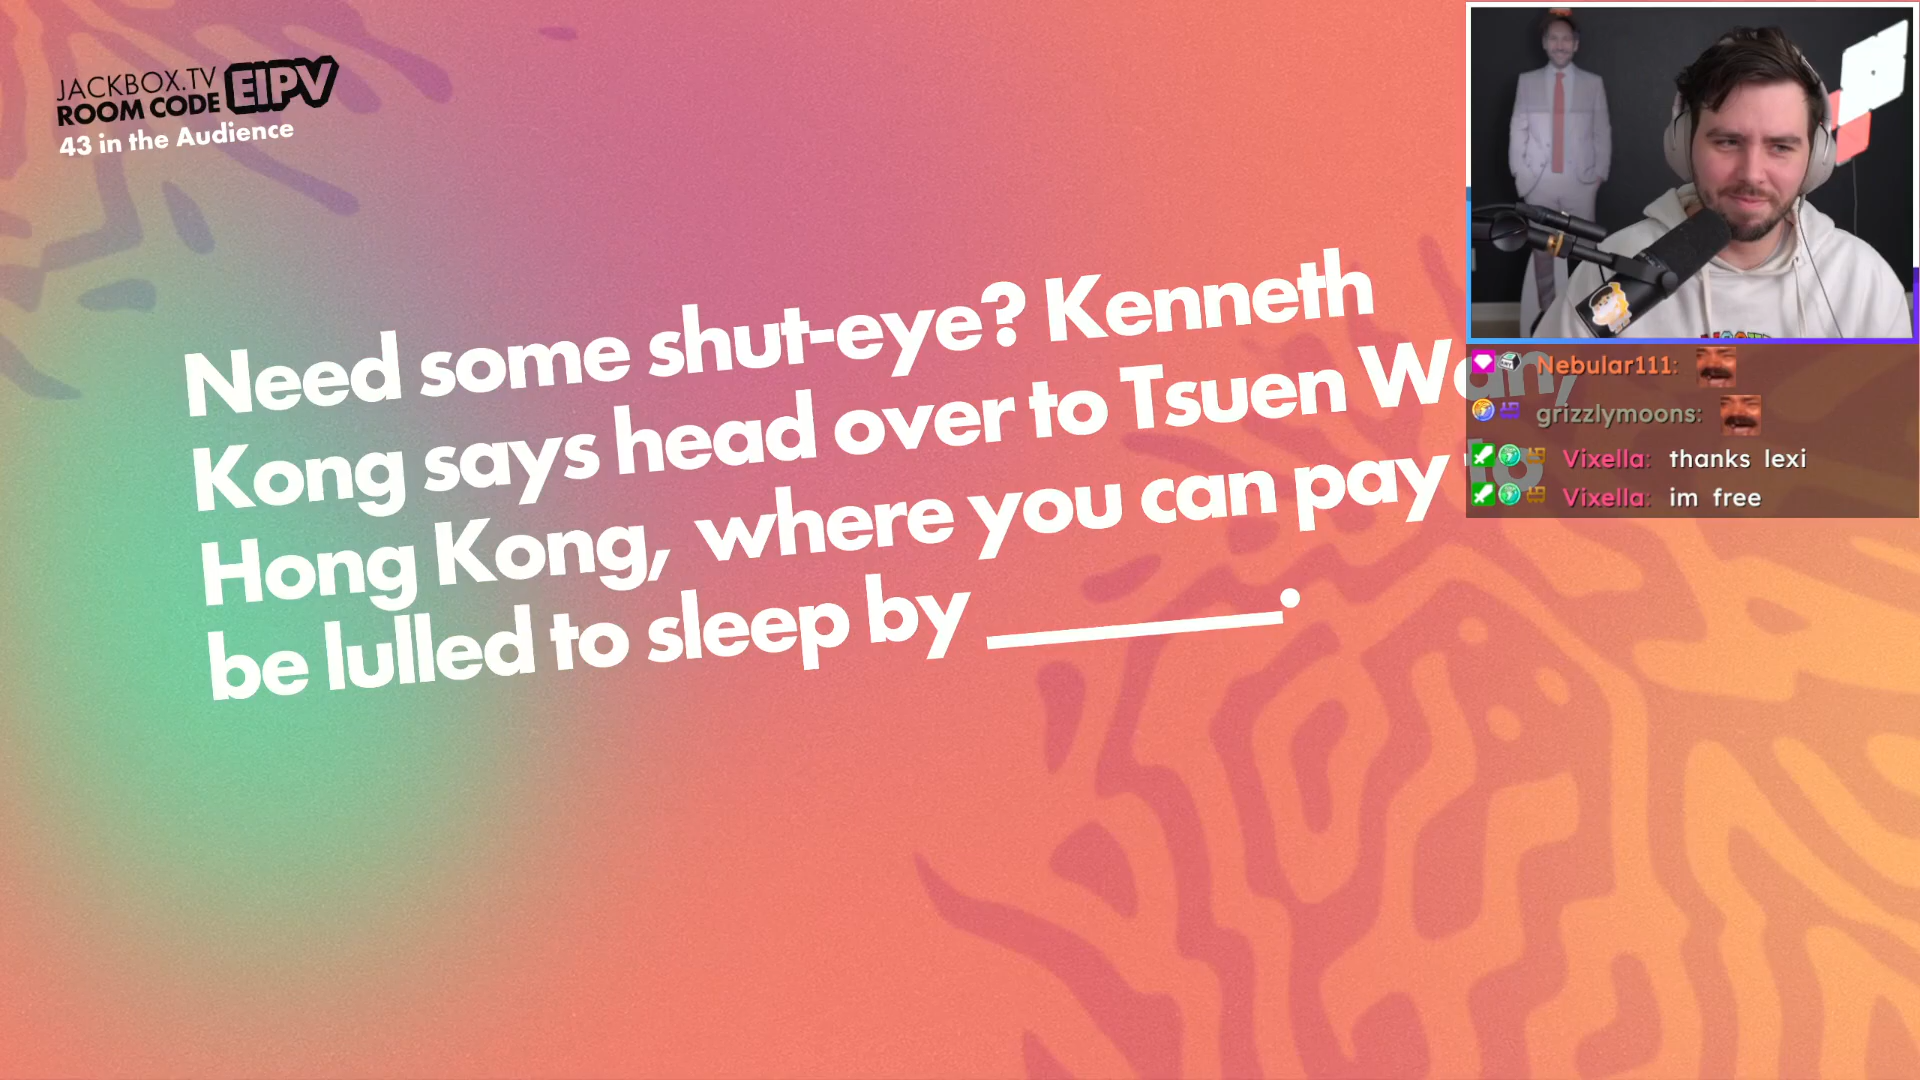 JACKBOX.TV
ROOM CODE EIPV
43 in the Audience
Need some shut-eye? Kenneth
Kong says head over to Tsuen Wan,
Hong Kong, where you can pay to
be lulled to sleep by ________.
Nebular111:
grizzlymoons:
Vixella: thanks lexi
Vixella: im free